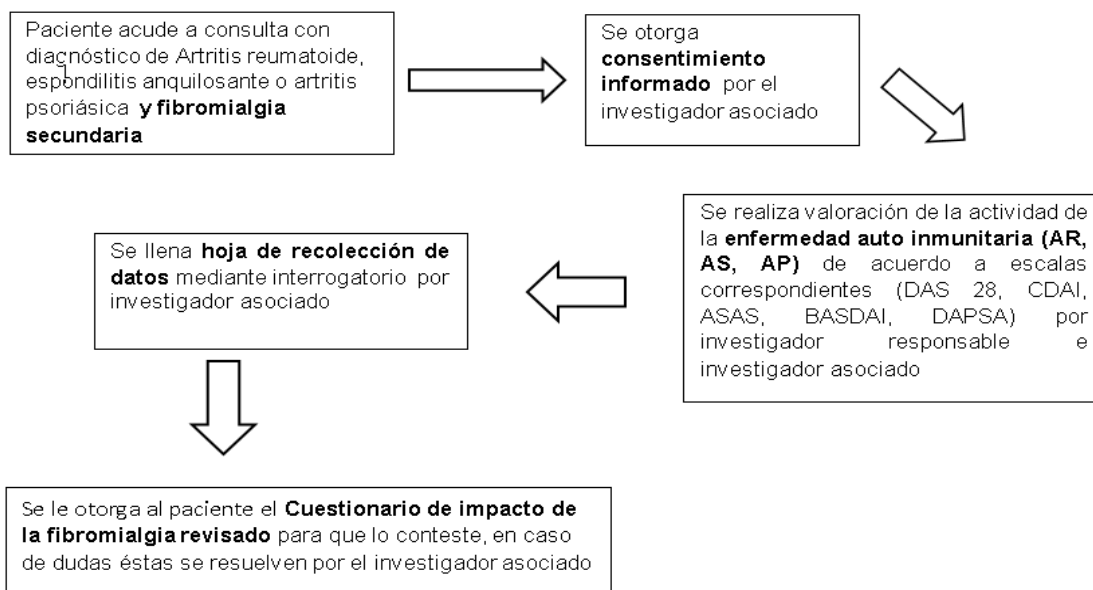 Paciente acude a consulta con
diagnóstico de Artritis reumatoide,
espondilitis anquilosante o artritis
psoriásica y fibromialgia
secundaria
Se otorga
consentimiento
informado por el
investigador asociado
Se realiza valoración de la actividad de
la enfermedad auto inmunitaria (AR,
AS, AP) de acuerdo a escalas
correspondientes (DAS 28, CDAI,
ASAS, BASDAI, DAPSA) por
investigador responsable e
investigador asociado
Se llena hoja de recolección de
datos mediante interrogatorio por
investigador asociado
Se le otorga al paciente el Cuestionario de impacto de
la fibromialgia revisado para que lo conteste, en caso
de dudas éstas se resuelven por el investigador asociado